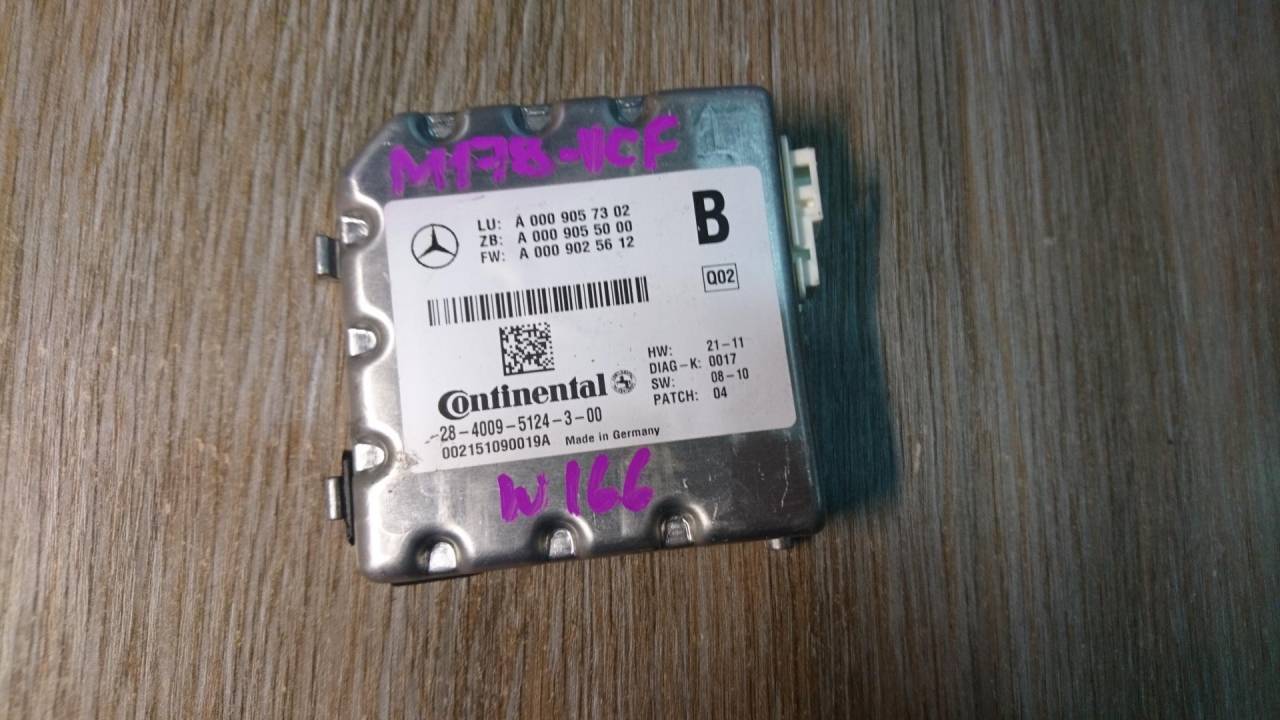 M178-11CF
LU: A 000 905 73 02
ZB: A 000 905 50 00
FW: A 000 902 56 12
B
Q02
HW: 21-11
DIAG-K: 0017
SW: 08-10
PATCH: 04
Continental
28-4009-5124-3-00
002151090019A Made in Germany
W166